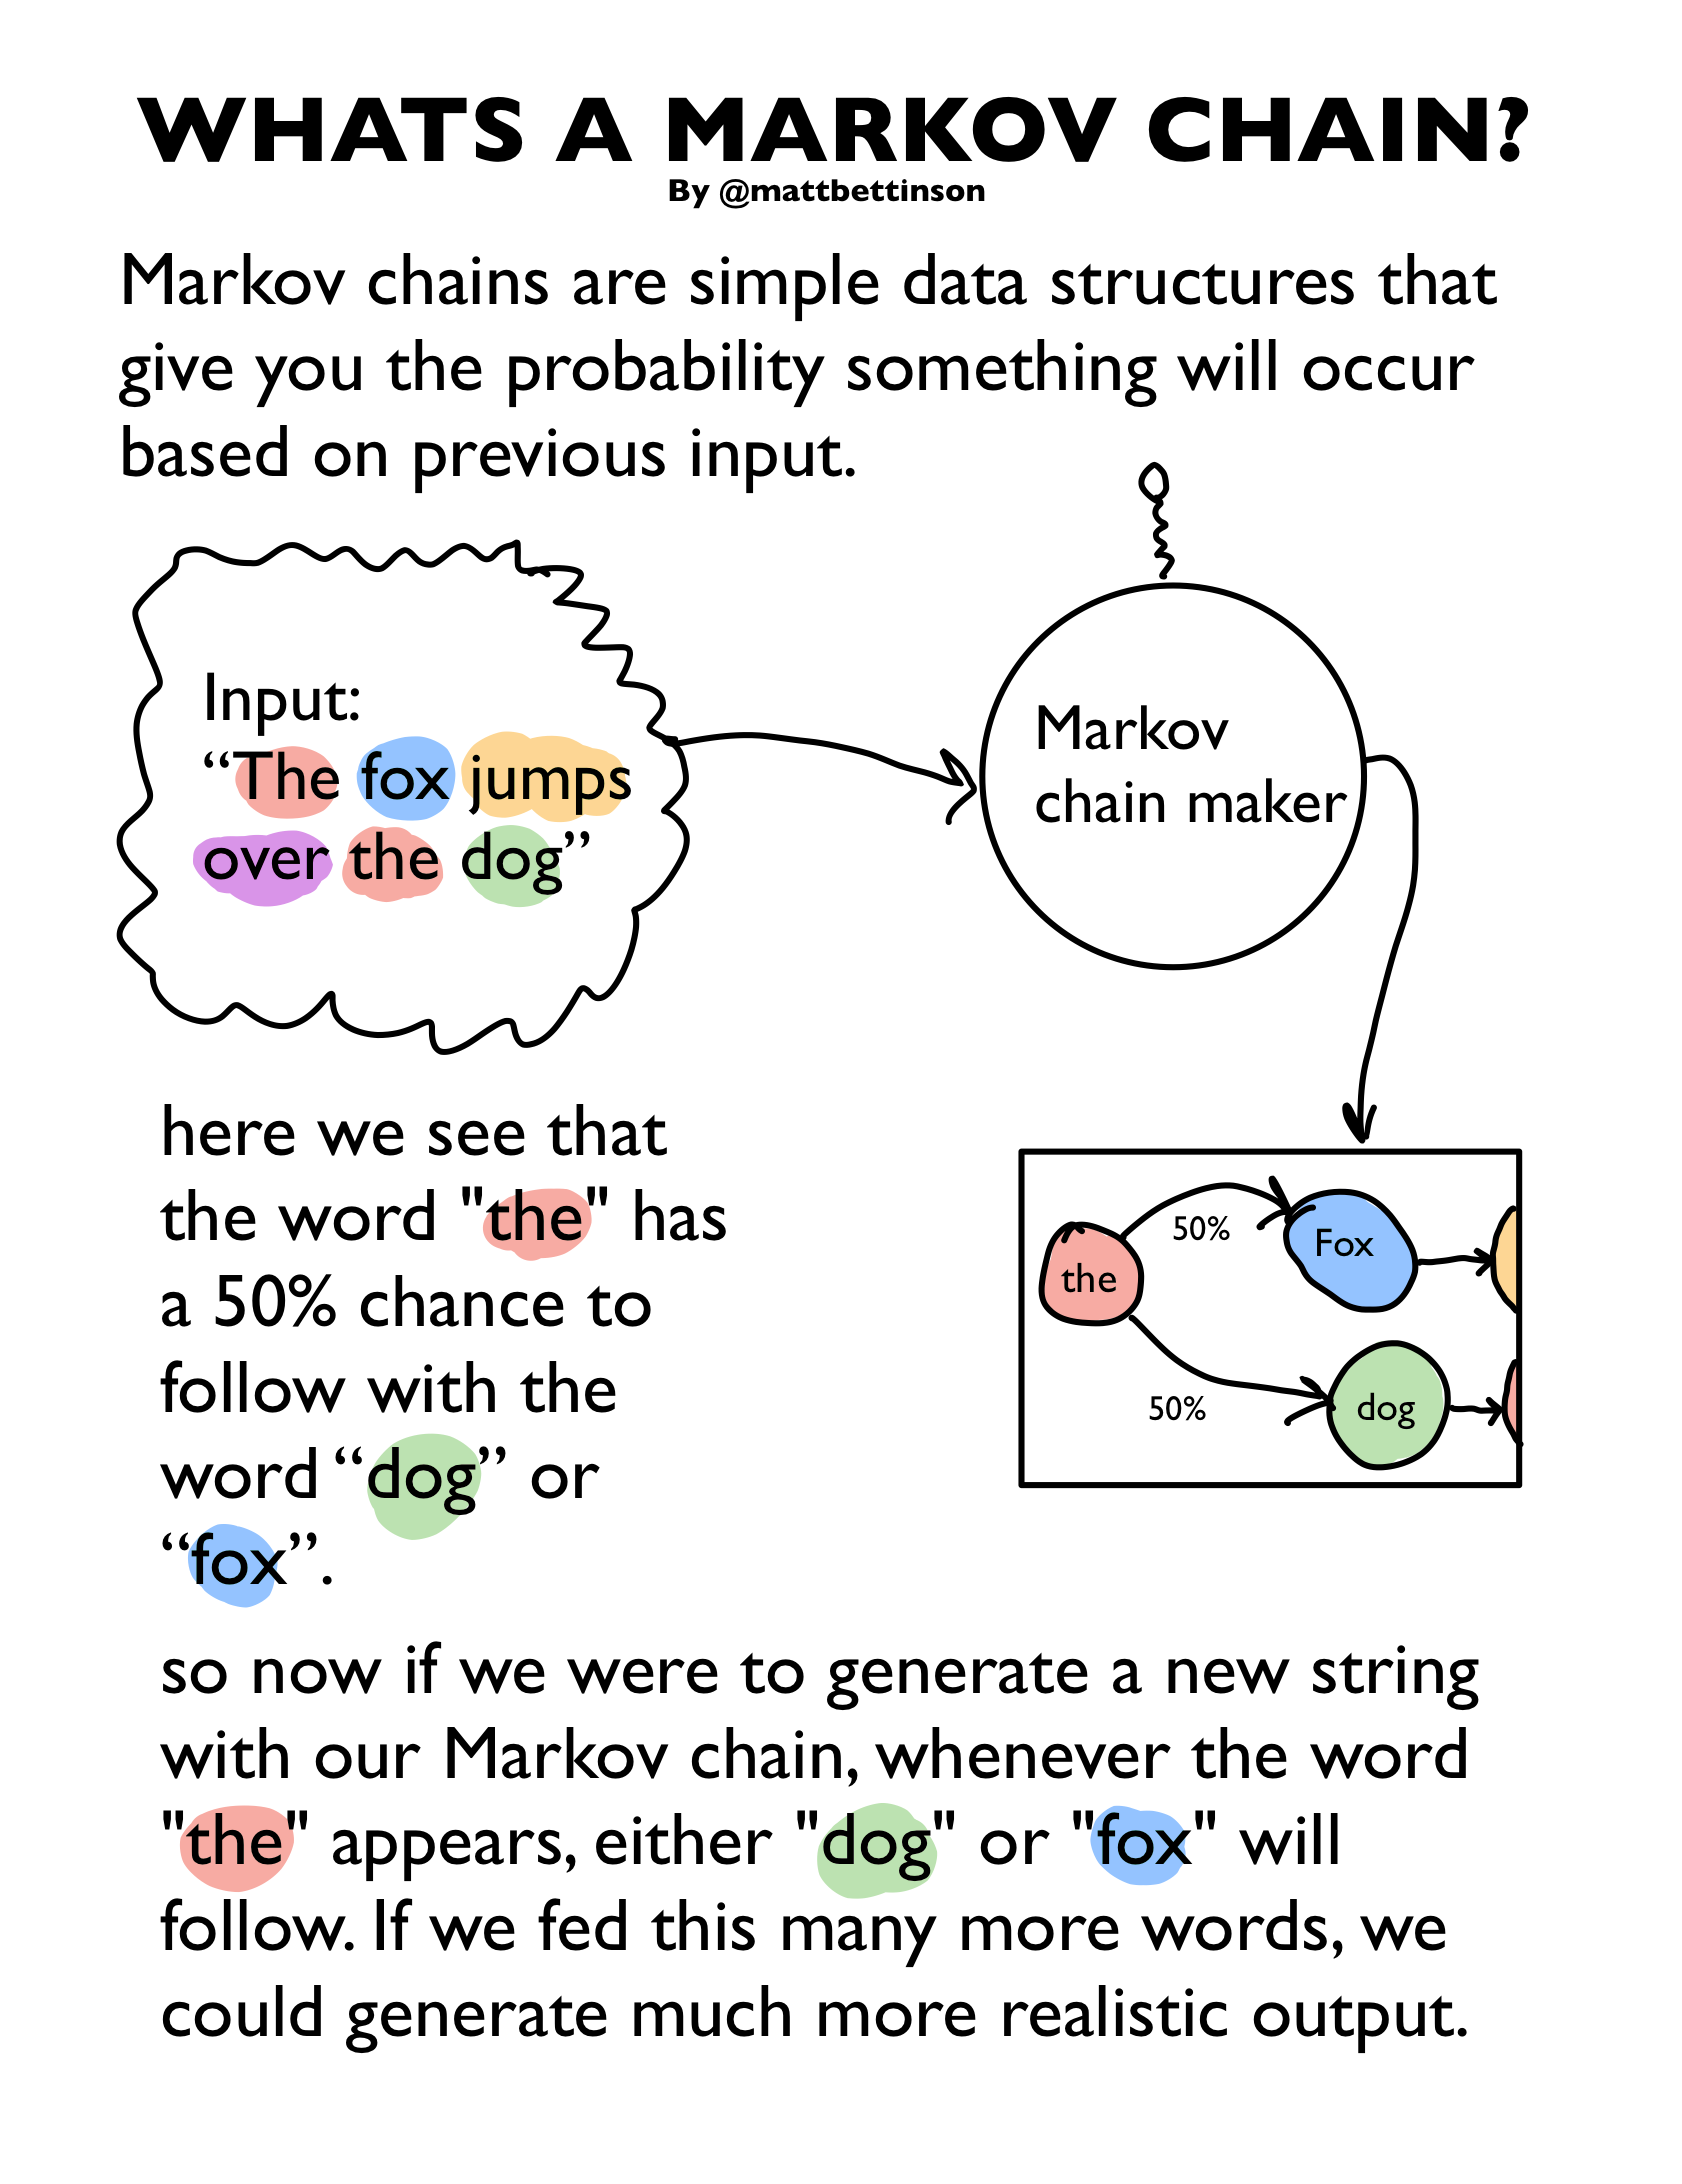 WHATS A MARKOV CHAIN?
By @mattbettinson
Markov chains are simple data structures that
give you the probability something will occur
based on previous input.
Input:
“The fox jumps
over the dog”
Markov
chain maker
here we see that
the word "the" has
a 50% chance to
follow with the
word “dog” or
“fox”.
the
50%
Fox
50%
dog
so now if we were to generate a new string
with our Markov chain, whenever the word
"the" appears, either "dog" or "fox" will
follow. If we fed this many more words, we
could generate much more realistic output.